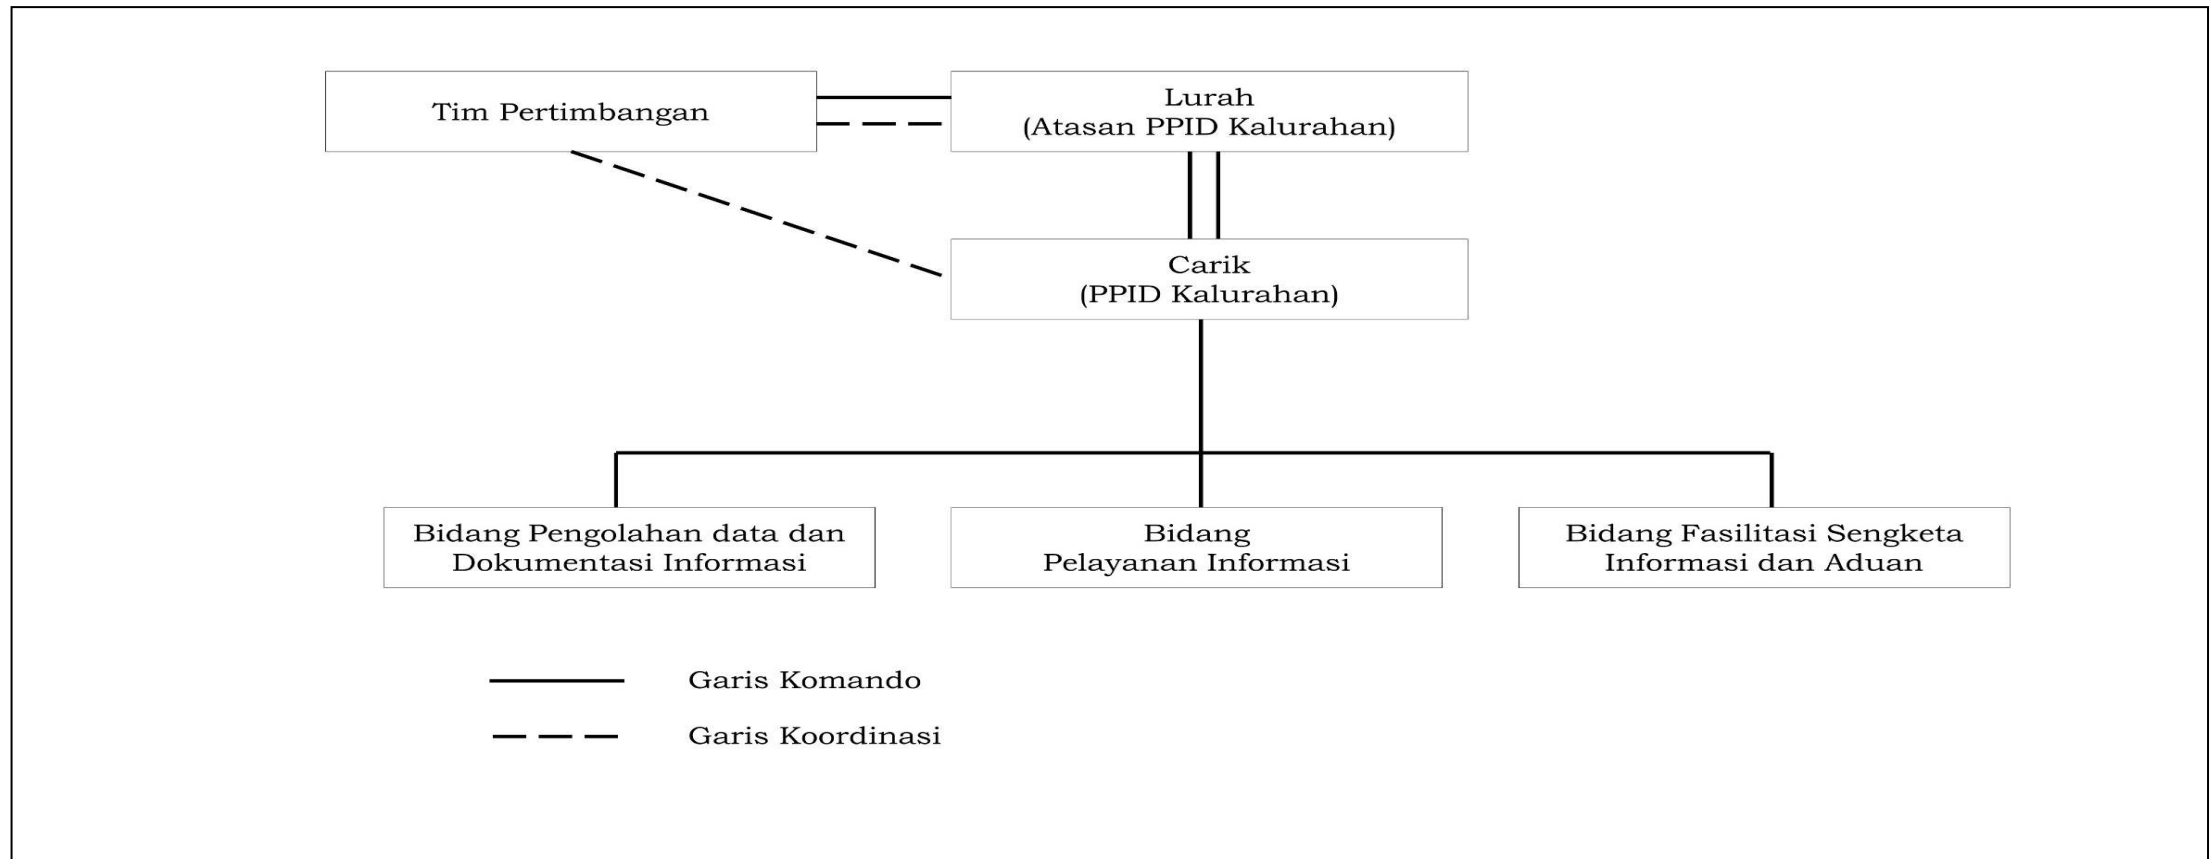 Tim Pertimbangan
Lurah
(Atasan PPID Kalurahan)
Carik
(PPID Kalurahan)
Bidang Pengolahan data dan
Dokumentasi Informasi
Bidang
Pelayanan Informasi
Bidang Fasilitasi Sengketa
Informasi dan Aduan
Garis Komando
Garis Koordinasi